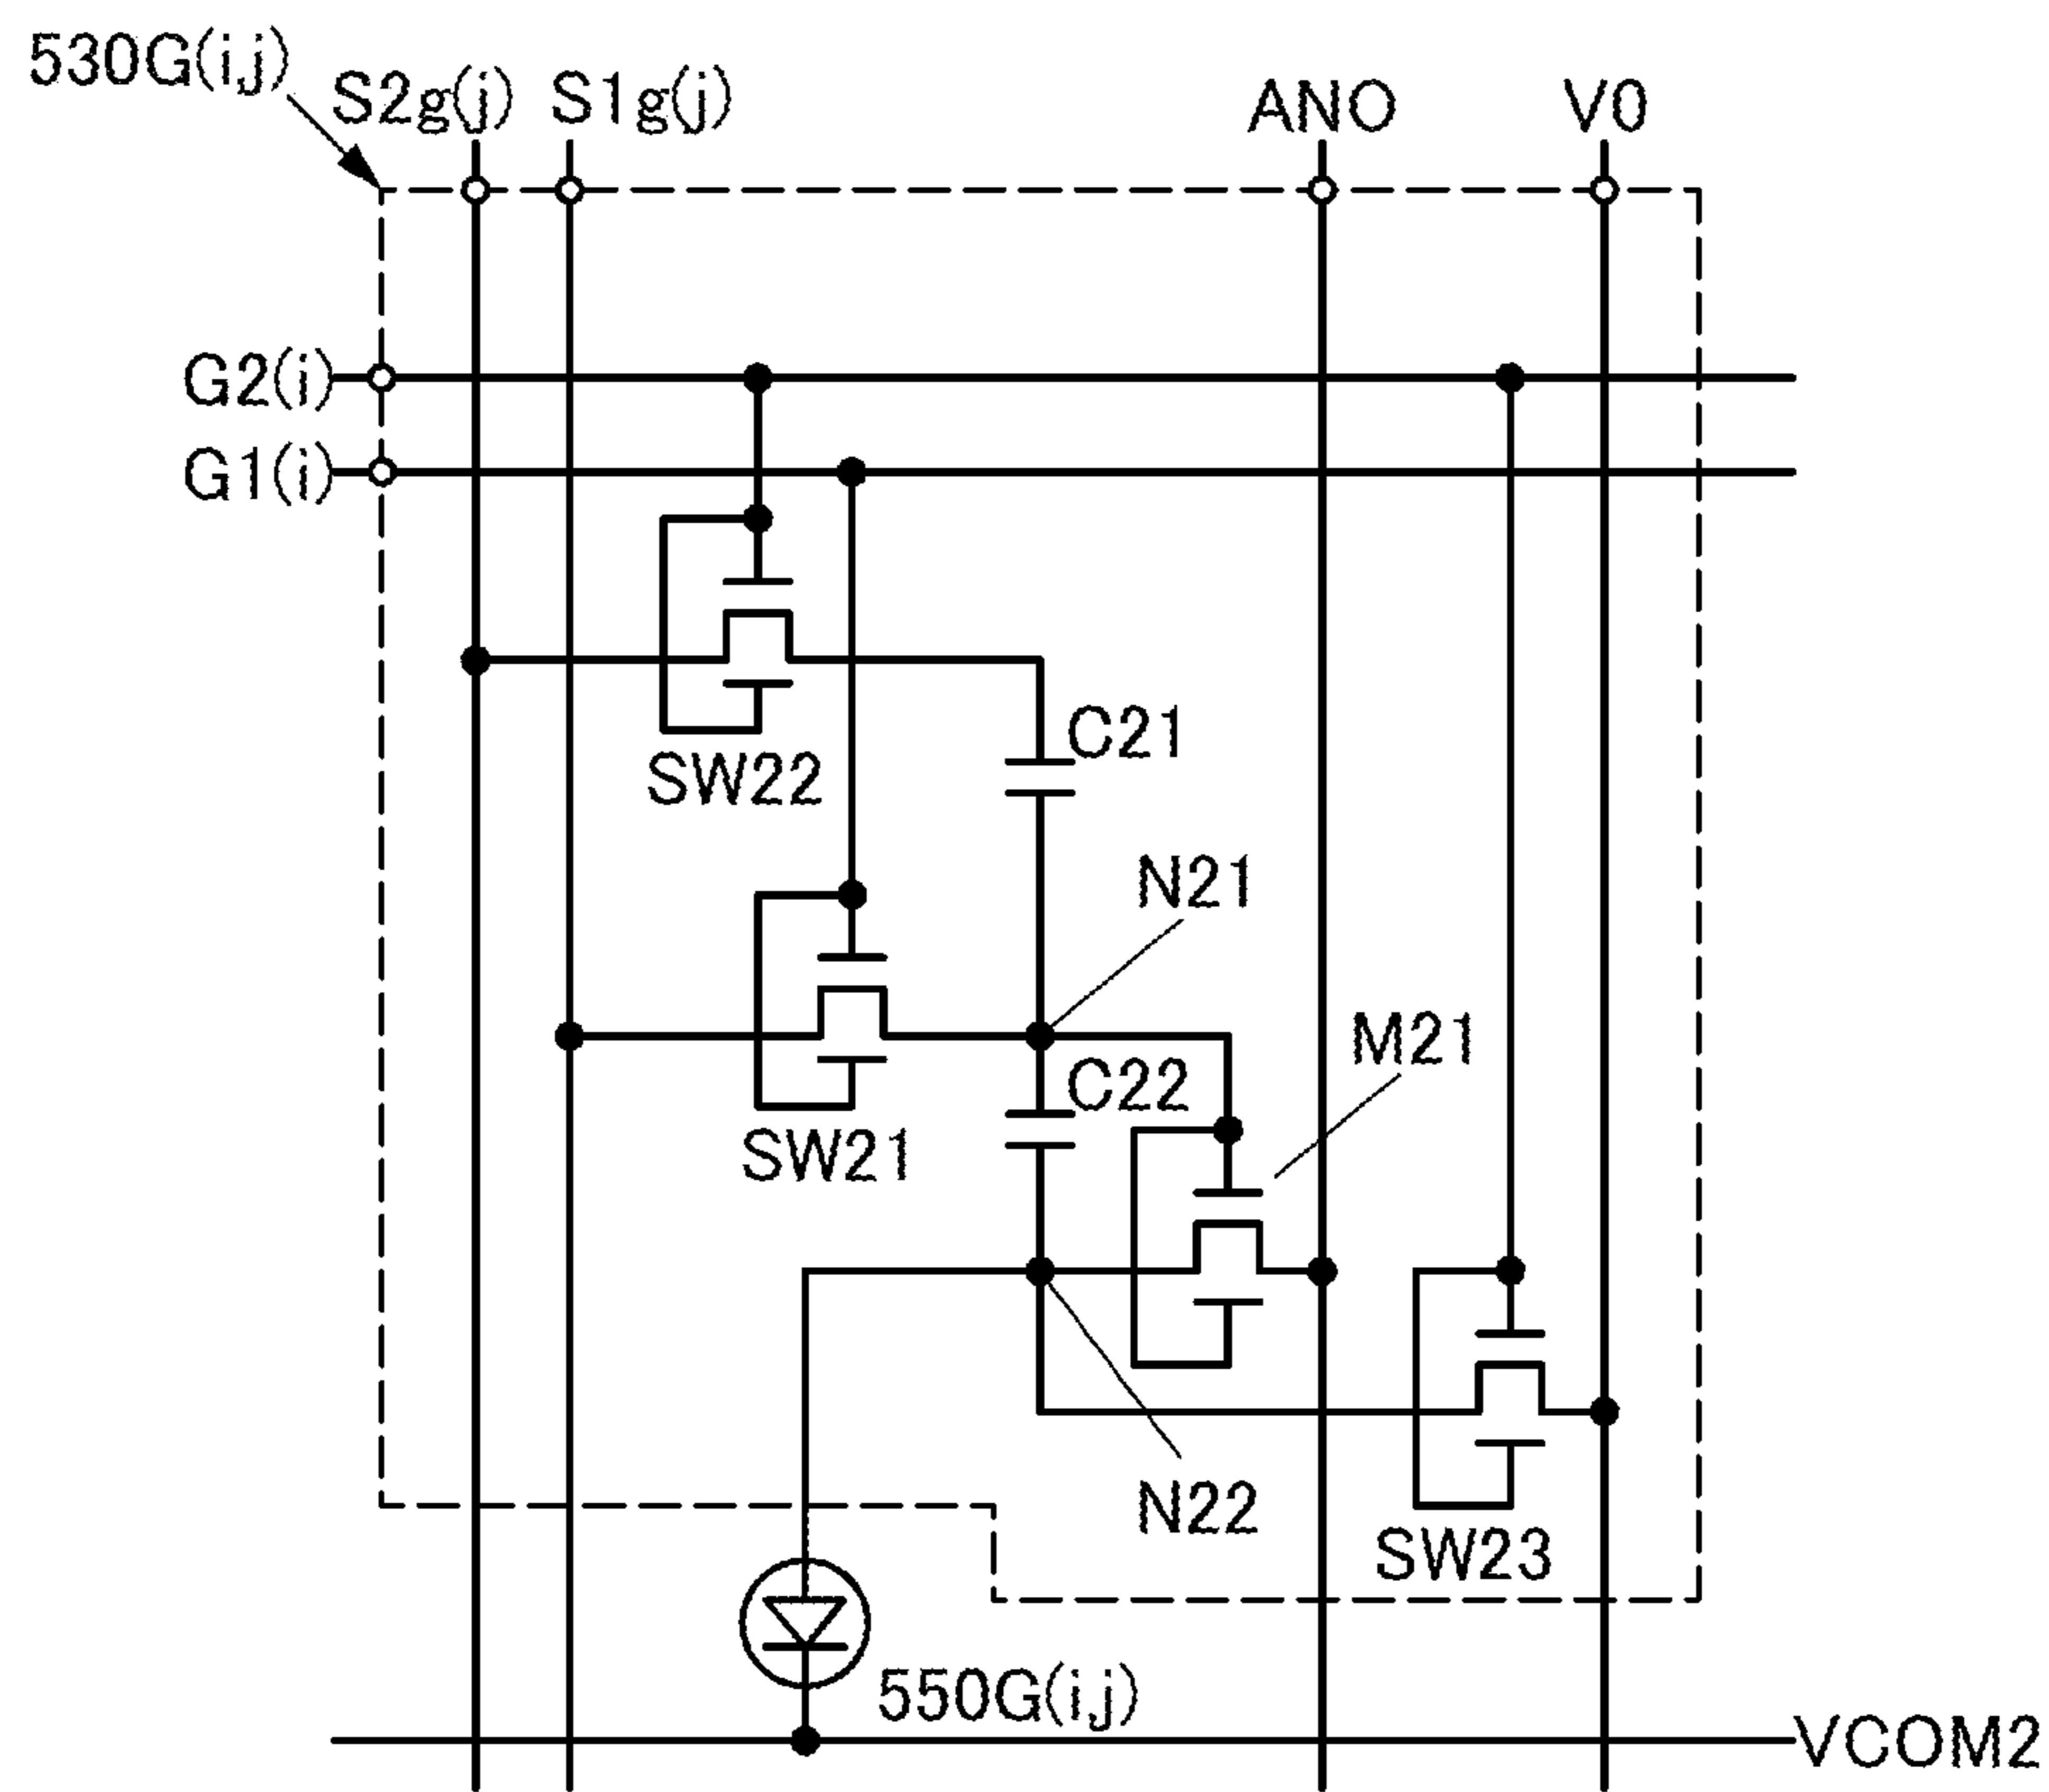 530G(i,j)
S2g(j)
S1g(j)
ANO
V0
G2(i)
G1(i)
C21
SW22
N21
M21
C22
SW21
N22
SW23
550G(i,j)
VCOM2